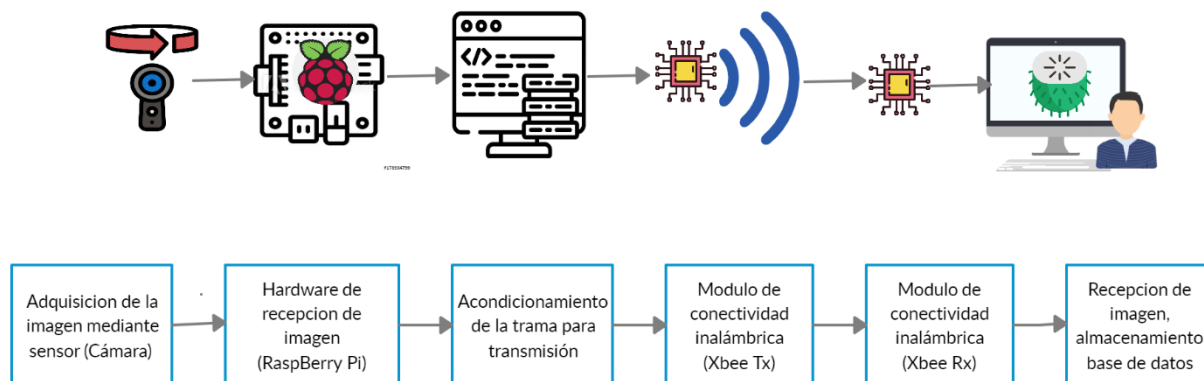 </>
Adquisicion de la
imagen mediante
sensor (Cámara)
Hardware de
recepcion de
imagen
(RaspBerry Pi)
Acondicionamiento
de la trama para
transmisión
Modulo de
conectividad
inalámbrica
(Xbee Tx)
Modulo de
conectividad
inalámbrica
(Xbee Rx)
Recepcion de
imagen,
almacenamiento
base de datos